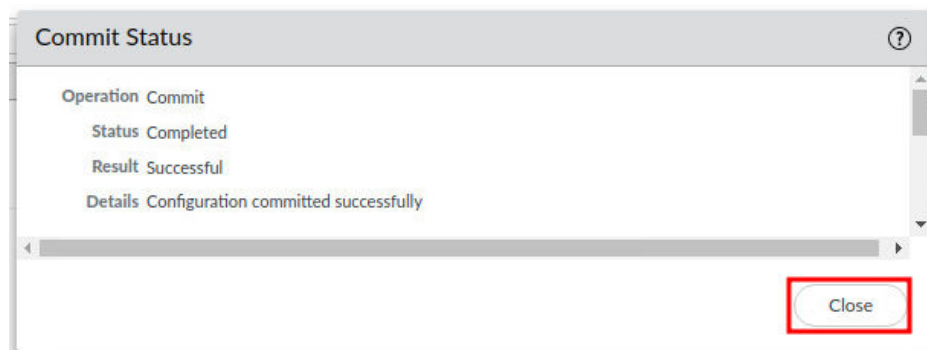 Commit Status
Operation Commit
Status Completed
Result Successful
Details Configuration committed successfully
Close